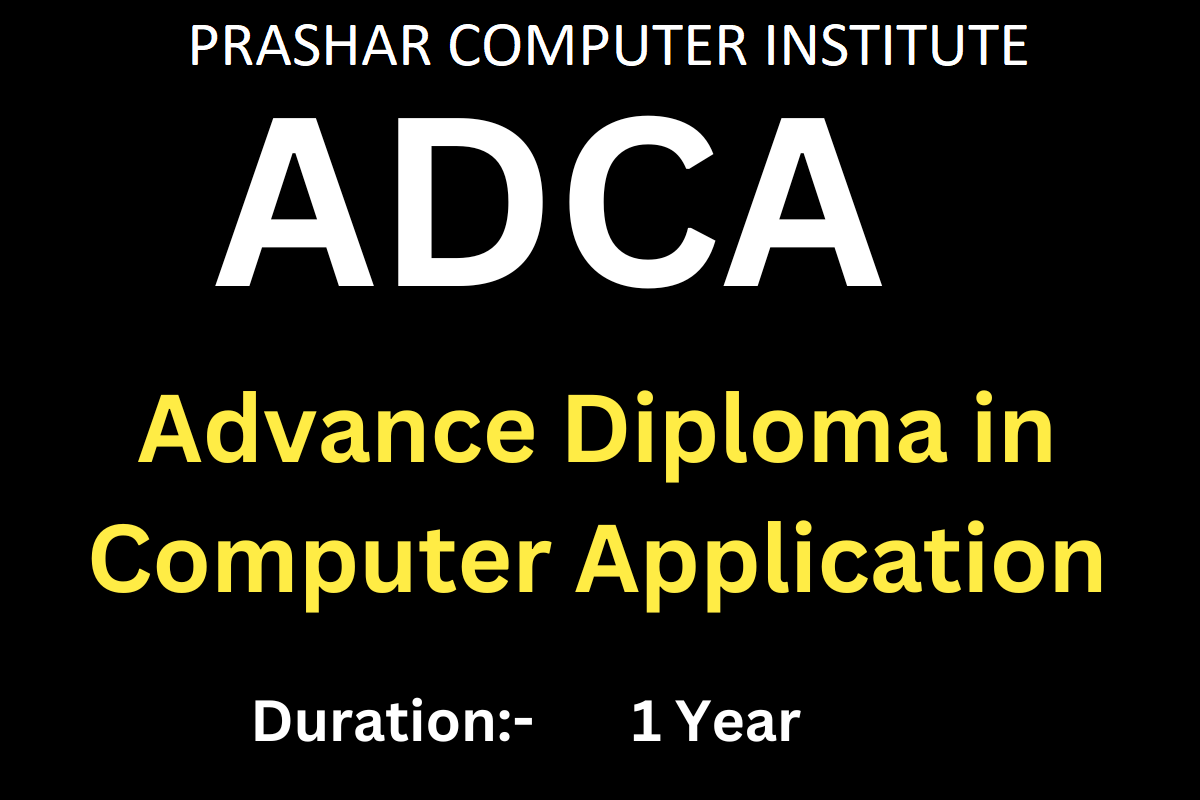 PRASHAR COMPUTER INSTITUTE
ADCA
Advance Diploma in
Computer Application
Duration:- 1 Year